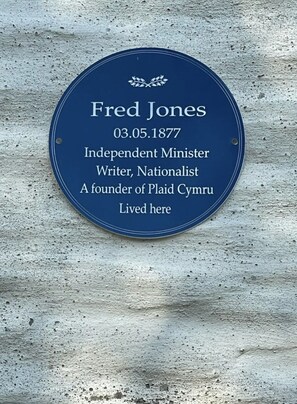 Fred Jones
03.05.1877
Independent Minister
Writer, Nationalist
A founder of Plaid Cymru
Lived here